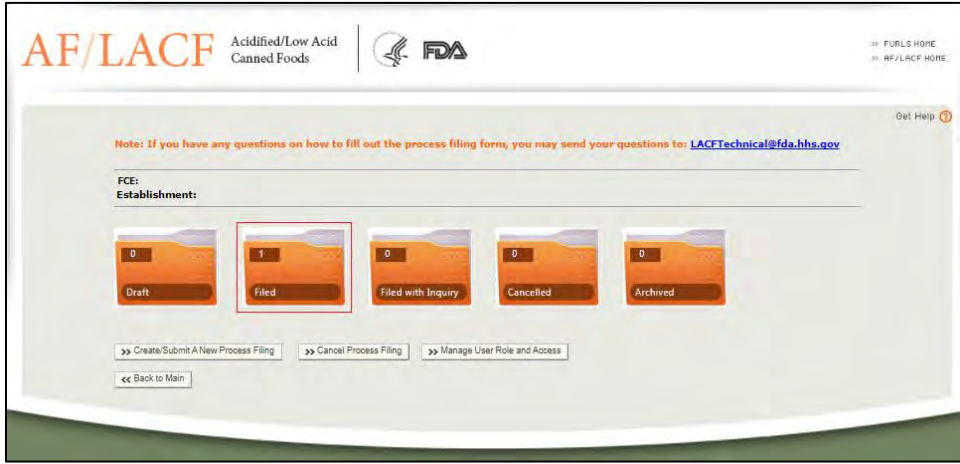 AF/LACF Acidified/Low Acid
Canned Foods
FDA
>> FURLS HOME
>> AF/LACF HOME
Get Help ?
Note: If you have any questions on how to fill out the process filing form, you may send your questions to: LACFTechnical@fda.hhs.gov
FCE:
Establishment:
0 1 0 0 0
Draft Filed Filed with Inquiry Cancelled Archived
>> Create/Submit A New Process Filing >> Cancel Process Filing >> Manage User Role and Access
<< Back to Main